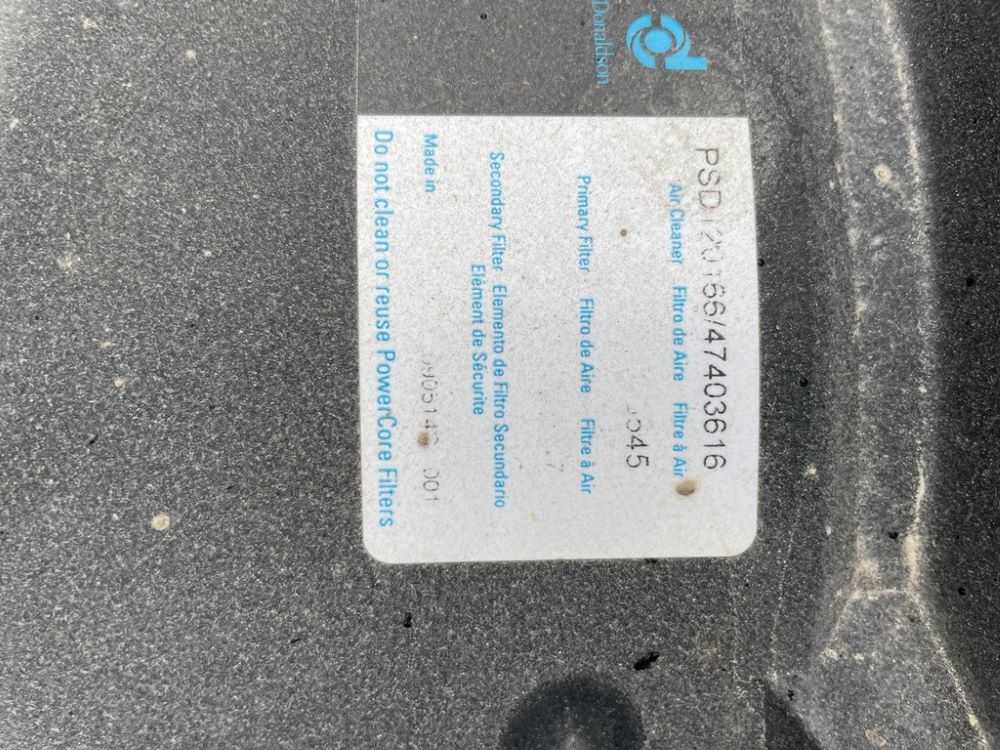 Donaldson
PSD120166/47403616
Air Cleaner Filtro de Aire Filtre à Air
Primary Filter Filtro de Aire Filtre à Air
Secondary Filter Elemento de Filtro Secundario
Elément de Sécurite
Made in 001
Do not clean or reuse PowerCore Filters